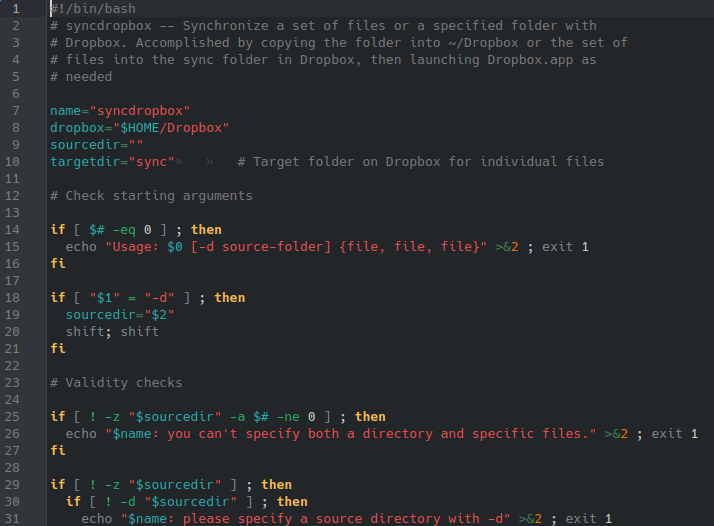 1 #!/bin/bash
2 # syncdropbox -- Synchronize a set of files or a specified folder with
3 # Dropbox. Accomplished by copying the folder into ~/Dropbox or the set of
4 # files into the sync folder in Dropbox, then launching Dropbox.app as
5 # needed
6
7 name="syncdropbox"
8 dropbox="$HOME/Dropbox"
9 sourcedir=""
10 targetdir="sync"»   »   # Target folder on Dropbox for individual files
11
12 # Check starting arguments
13
14 if [ $# -eq 0 ] ; then
15   echo "Usage: $0 [-d source-folder] {file, file, file}" >&2 ; exit 1
16 fi
17
18 if [ "$1" = "-d" ] ; then
19   sourcedir="$2"
20   shift; shift
21 fi
22
23 # Validity checks
24
25 if [ ! -z "$sourcedir" -a $# -ne 0 ] ; then
26   echo "$name: you can't specify both a directory and specific files." >&2 ; exit 1
27 fi
28
29 if [ ! -z "$sourcedir" ] ; then
30   if [ ! -d "$sourcedir" ] ; then
31     echo "$name: please specify a source directory with -d" >&2 ; exit 1